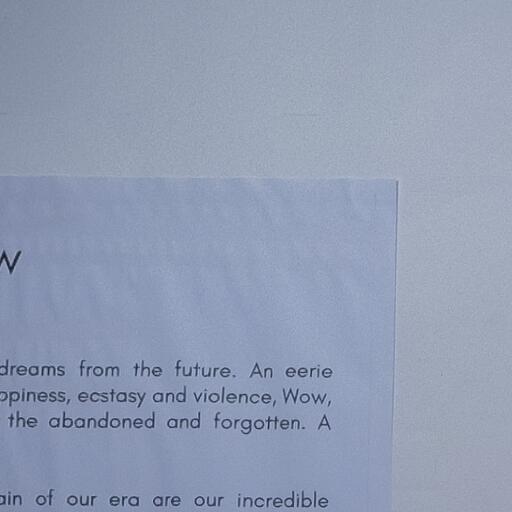 W
dreams from the future. An eerie
ppiness, ecstasy and violence, Wow,
the abandoned and forgotten. A
ain of our era are our incredible